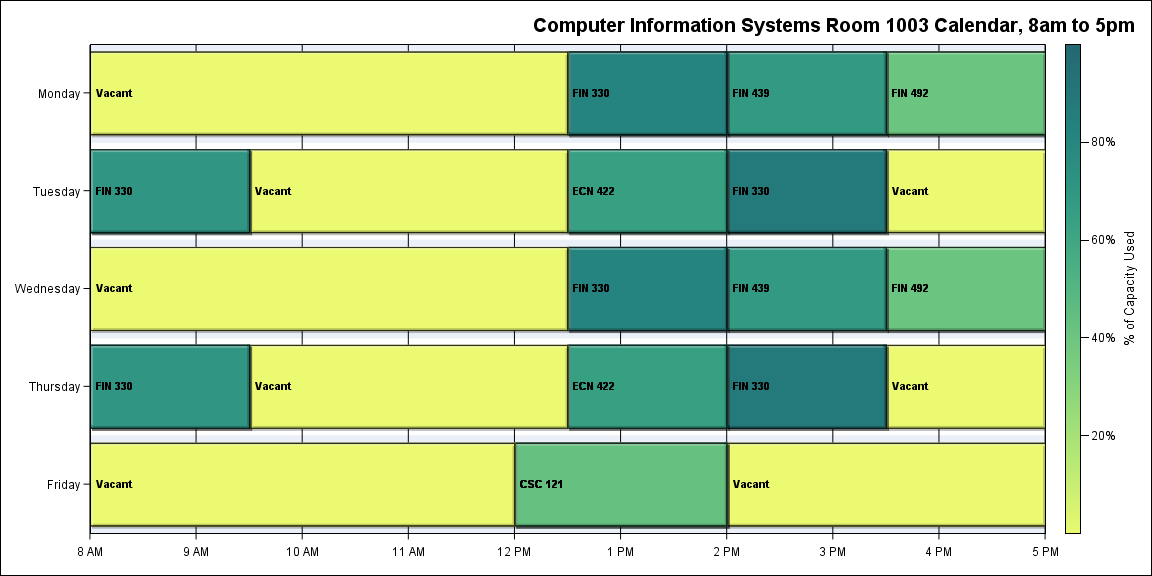 Computer Information Systems Room 1003 Calendar, 8am to 5pm
Monday
Vacant
FIN 330
FIN 439
FIN 492
Tuesday
FIN 330
Vacant
ECN 422
FIN 330
Vacant
Wednesday
Vacant
FIN 330
FIN 439
FIN 492
Thursday
FIN 330
Vacant
ECN 422
FIN 330
Vacant
Friday
Vacant
CSC 121
Vacant
8 AM
9 AM
10 AM
11 AM
12 PM
1 PM
2 PM
3 PM
4 PM
5 PM
80%
60%
40%
20%
% of Capacity Used